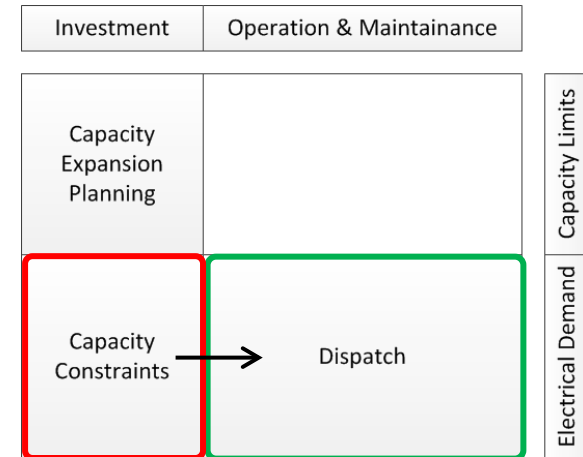 Investment
Operation & Maintainance
Capacity
Expansion
Planning
Capacity Limits
Capacity
Constraints
Dispatch
Electrical Demand